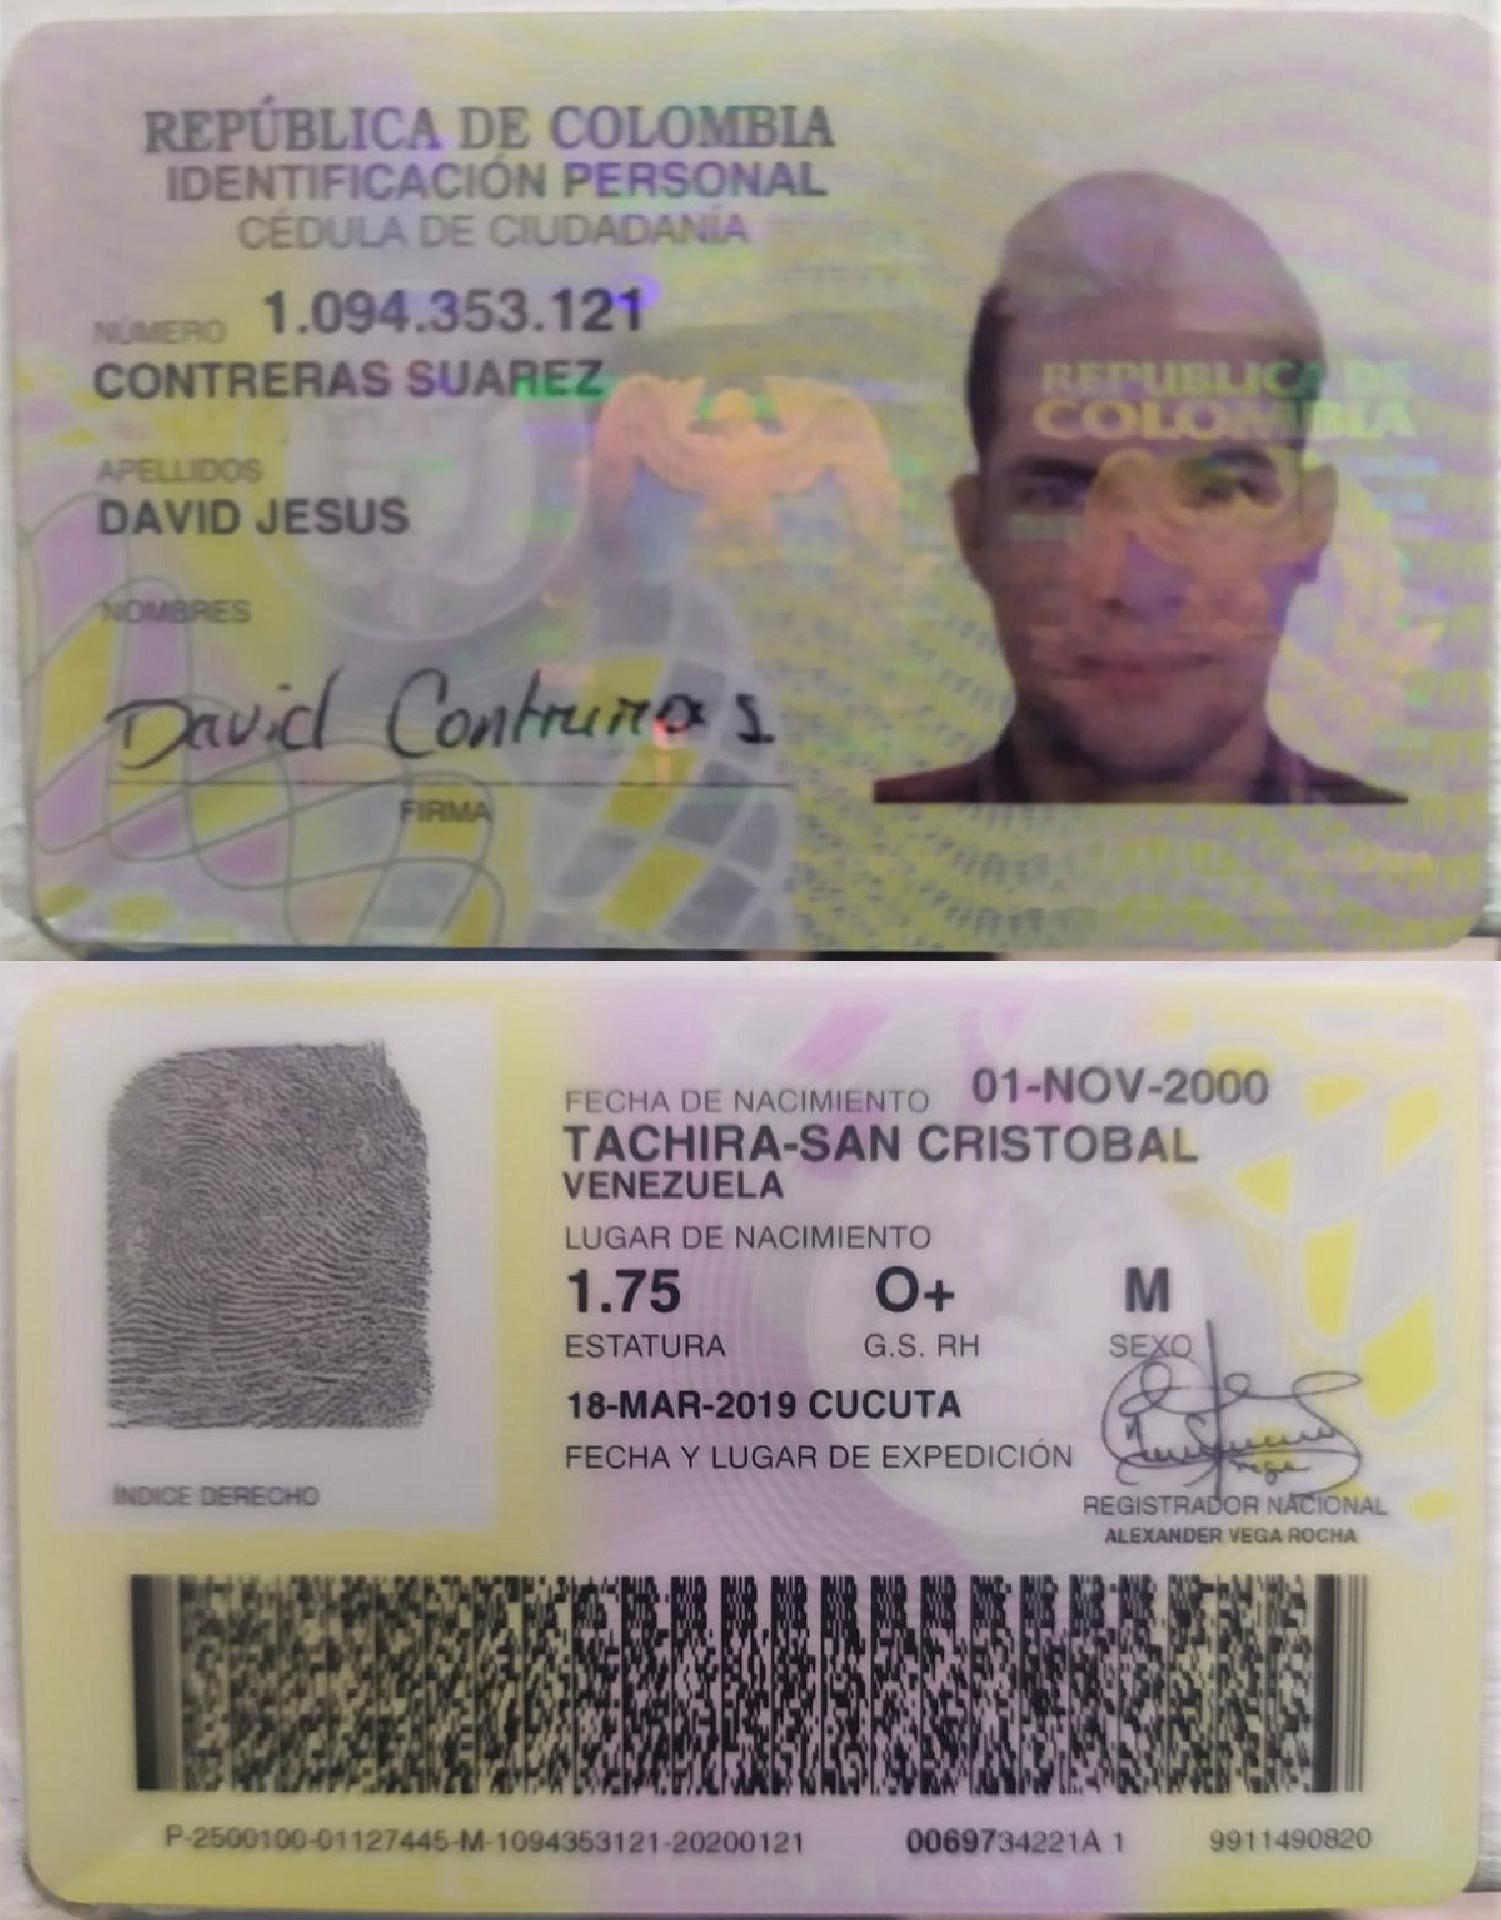 REPÚBLICA DE COLOMBIA
IDENTIFICACIÓN PERSONAL
CÉDULA DE CIUDADANÍA
NÚMERO 1.094.353.121
CONTRERAS SUAREZ
APELLIDOS
DAVID JESUS
NOMBRES
David Contreras S
FIRMA
REPUBLICA DE
COLOMBIA
FECHA DE NACIMIENTO 01-NOV-2000
TACHIRA-SAN CRISTOBAL
VENEZUELA
LUGAR DE NACIMIENTO
1.75 O+ M
ESTATURA G.S. RH SEXO
18-MAR-2019 CUCUTA
FECHA Y LUGAR DE EXPEDICIÓN
ÍNDICE DERECHO
REGISTRADOR NACIONAL
ALEXANDER VEGA ROCHA
P-2500100-01127445-M-1094353121-20200121 0069734221A 1 9911490820